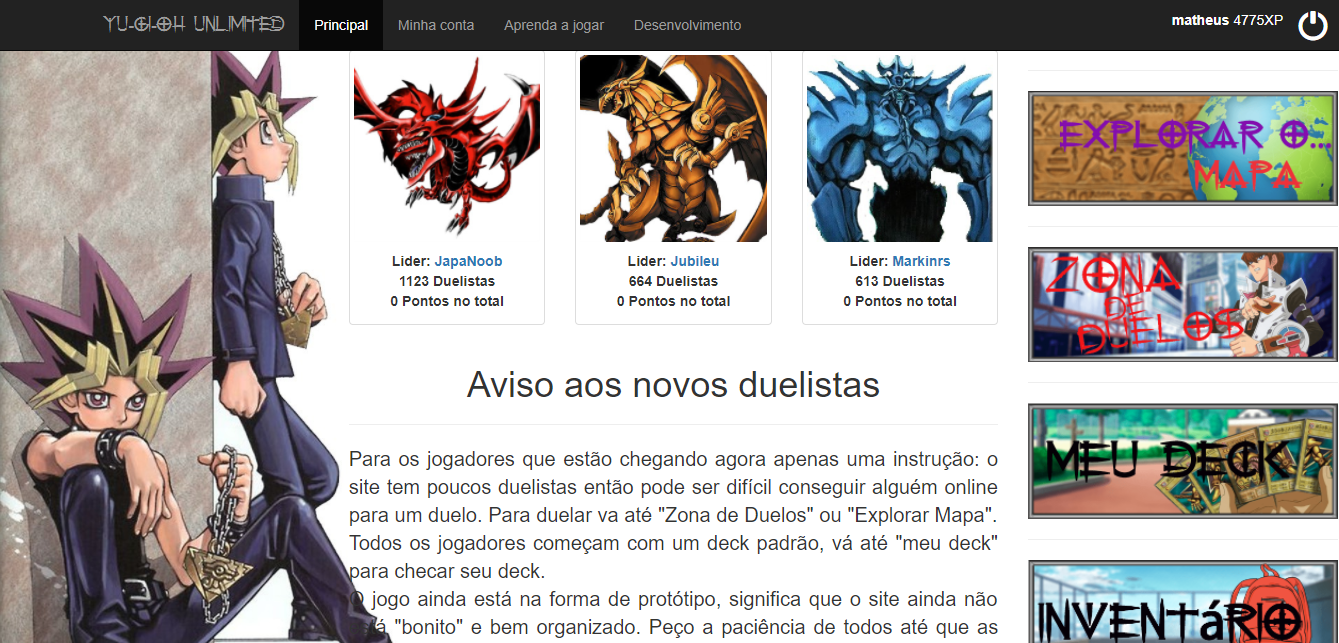 YU-GI-OH UNLIMITED
Principal
Minha conta
Aprenda a jogar
Desenvolvimento
matheus 4775XP
Lider: JapaNoob
1123 Duelistas
0 Pontos no total
Lider: Jubileu
664 Duelistas
0 Pontos no total
Lider: Markinrs
613 Duelistas
0 Pontos no total
EXPLORAR O...
MAPA
ZONA
DE
DUELOS
MEU DECK
INVENTáRIO
Aviso aos novos duelistas
Para os jogadores que estão chegando agora apenas uma instrução: o
site tem poucos duelistas então pode ser difícil conseguir alguém online
para um duelo. Para duelar va até "Zona de Duelos" ou "Explorar Mapa".
Todos os jogadores começam com um deck padrão, vá até "meu deck"
para checar seu deck.
O jogo ainda está na forma de protótipo, significa que o site ainda não
"bonito" e bem organizado. Peço a paciência de todos até que as